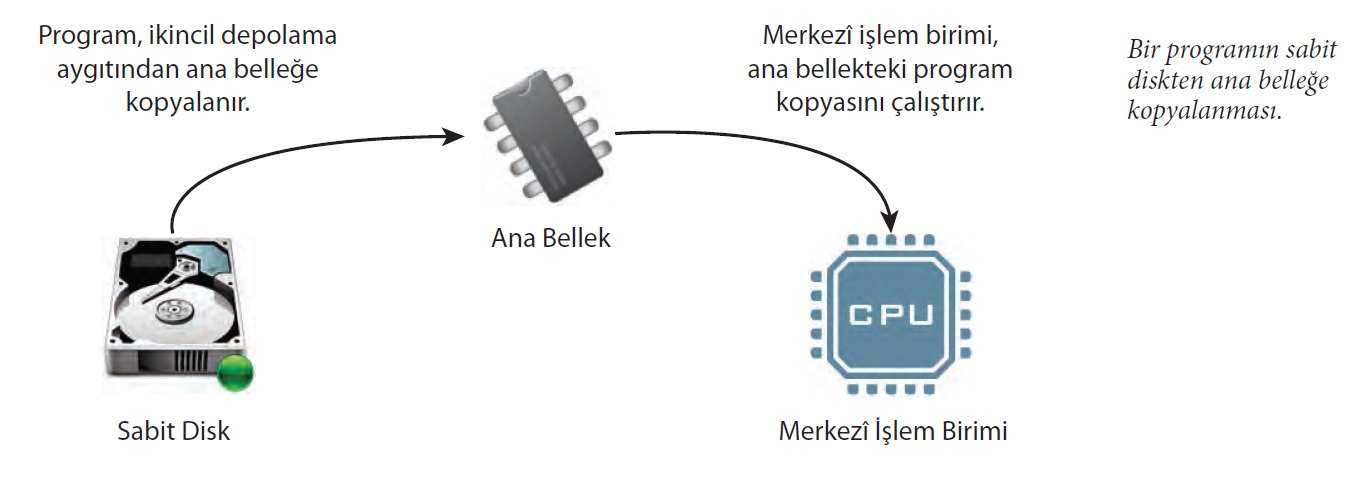 Program, ikincil depolama
aygıtından ana belleğe
kopyalanır.
Merkezî işlem birimi,
ana bellekteki program
kopyasını çalıştırır.
Bir programın sabit
diskten ana belleğe
kopyalanması.
Ana Bellek
CPU
Sabit Disk
Merkezî İşlem Birimi